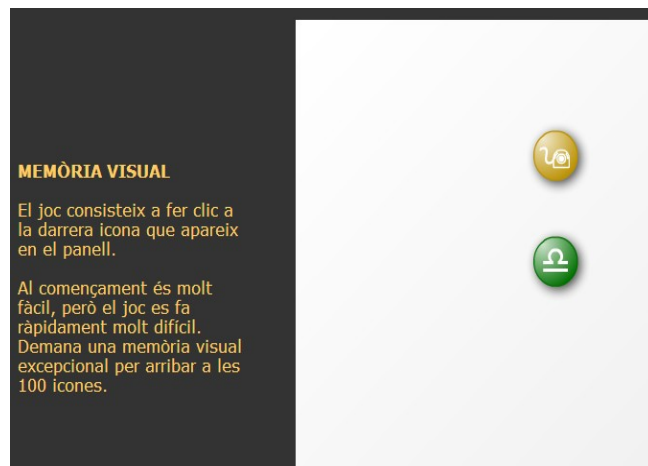 MEMÒRIA VISUAL
El joc consisteix a fer clic a
la darrera icona que apareix
en el panell.
Al començament és molt
fàcil, però el joc es fa
ràpidament molt difícil.
Demana una memòria visual
excepcional per arribar a les
100 icones.